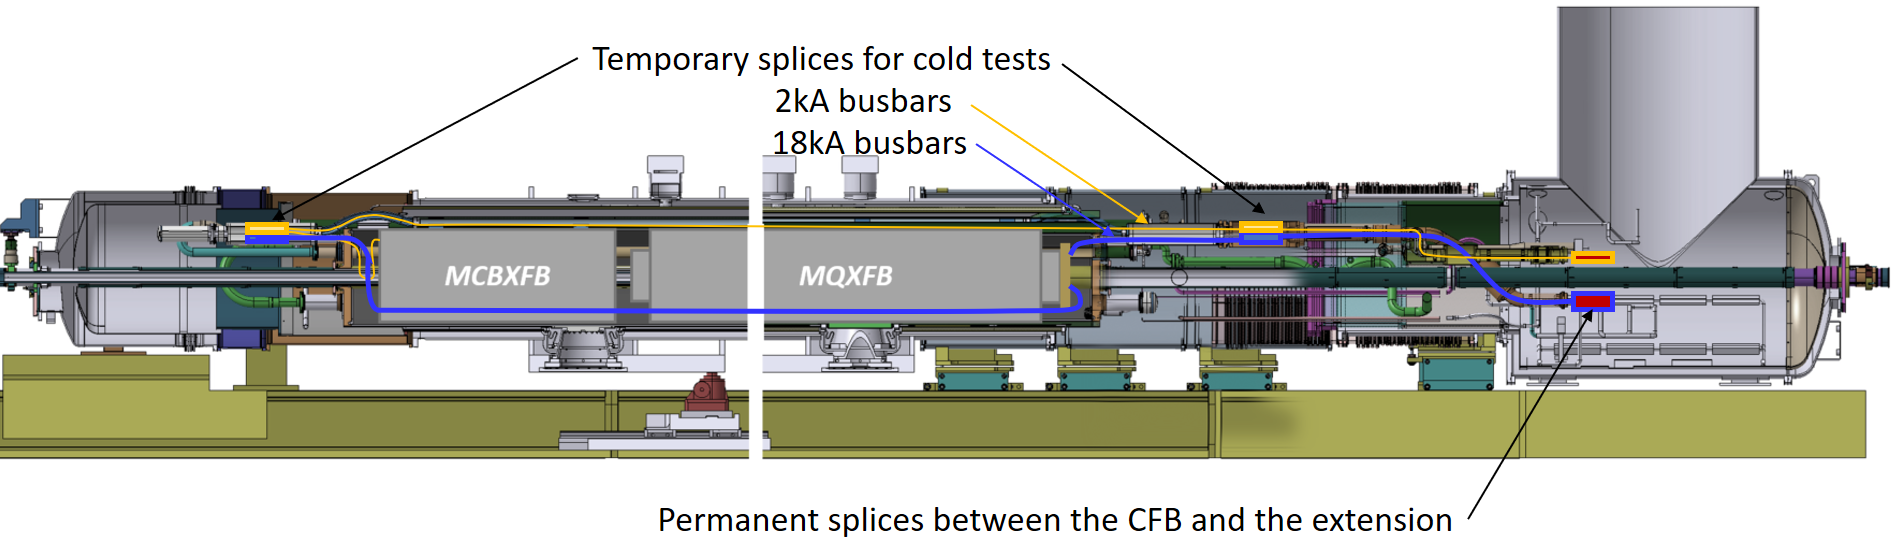 Temporary splices for cold tests
2kA busbars
18kA busbars
MCBXFB
MQXFB
Permanent splices between the CFB and the extension